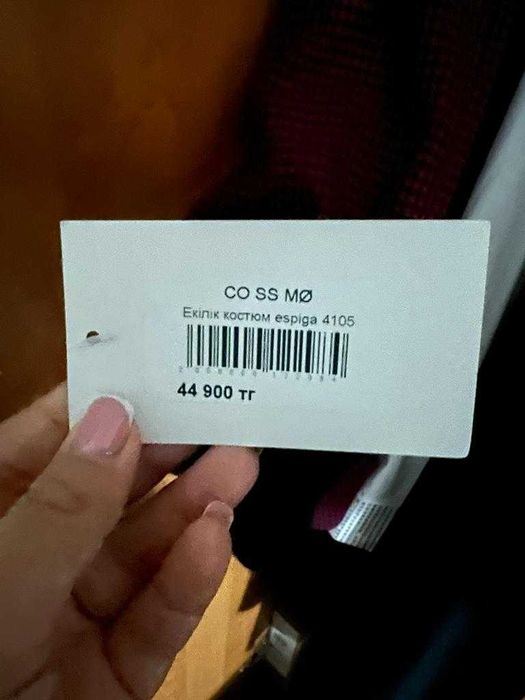 CO SS MØ
Екілік костюм espiga 4105
44 900 тг